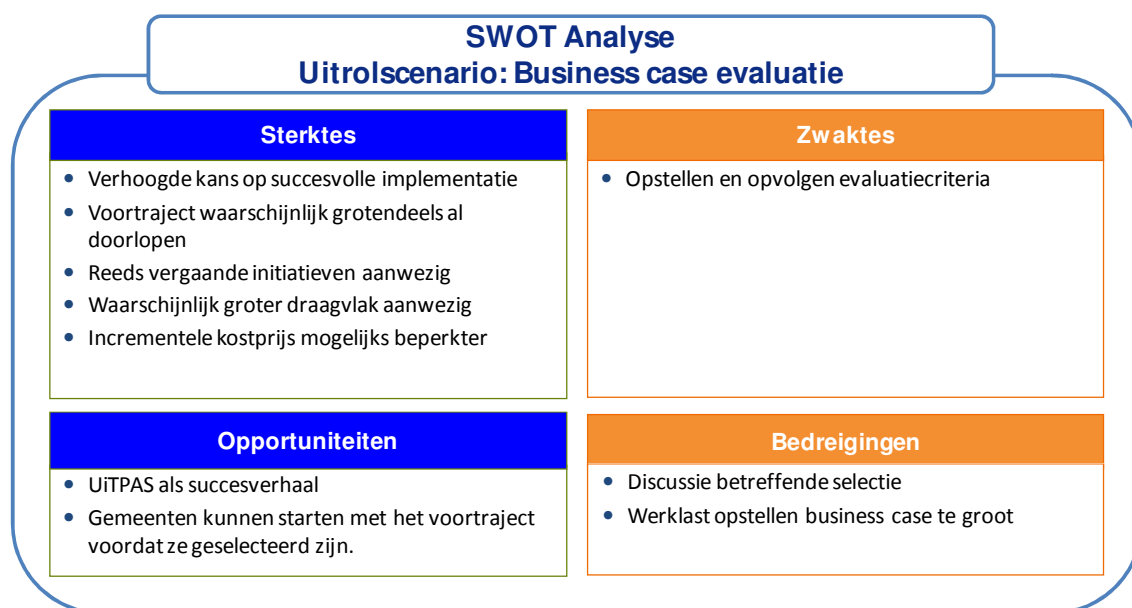 SWOT Analyse
Uitrolscenario: Business case evaluatie
Sterktes
• Verhoogde kans op succesvolle implementatie
• Voortraject waarschijnlijk grotendeels al
doorlopen
• Reeds vergaande initiatieven aanwezig
• Waarschijnlijk groter draagvlak aanwezig
• Incrementele kostprijs mogelijks beperkter
Zwaktes
• Opstellen en opvolgen evaluatiecriteria
Opportuniteiten
• UiTPAS als succesverhaal
• Gemeenten kunnen starten met het voortraject
voordat ze geselecteerd zijn.
Bedreigingen
• Discussie betreffende selectie
• Werklast opstellen business case te groot